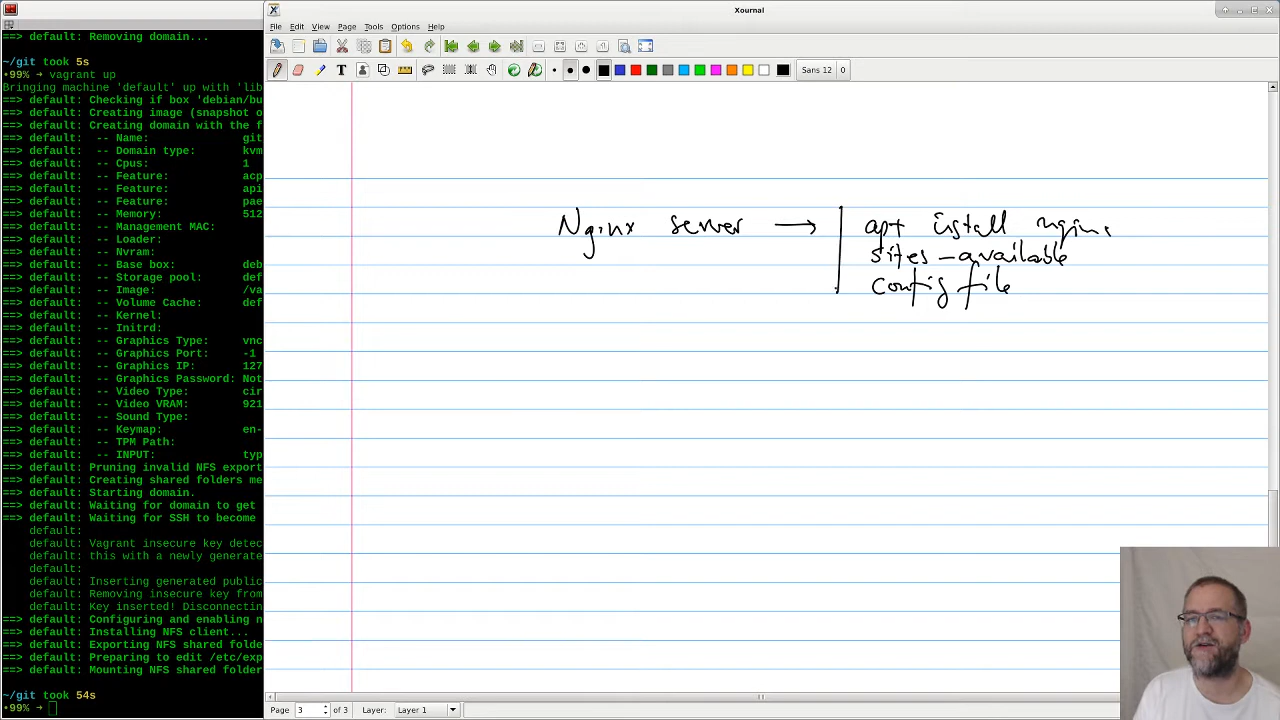 ==> default: Removing domain...
~/git took 5s
•99% → vagrant up
Bringing machine 'default' up with 'lib
==> default: Checking if box 'debian/bu
==> default: Creating image (snapshot o
==> default: Creating domain with the f
==> default:  -- Name:              git
==> default:  -- Domain type:       kvm
==> default:  -- Cpus:              1
==> default:  -- Feature:           acp
==> default:  -- Feature:           api
==> default:  -- Feature:           pae
==> default:  -- Memory:            512
==> default:  -- Management MAC:
==> default:  -- Loader:
==> default:  -- Nvram:
==> default:  -- Base box:          deb
==> default:  -- Storage pool:      def
==> default:  -- Image:             /va
==> default:  -- Volume Cache:      def
==> default:  -- Kernel:
==> default:  -- Initrd:
==> default:  -- Graphics Type:     vnc
==> default:  -- Graphics Port:     -1
==> default:  -- Graphics IP:       127
==> default:  -- Graphics Password: Not
==> default:  -- Video Type:        cir
==> default:  -- Video VRAM:        921
==> default:  -- Sound Type:
==> default:  -- Keymap:            en-
==> default:  -- TPM Path:
==> default:  -- INPUT:             typ
==> default: Pruning invalid NFS export
==> default: Creating shared folders me
==> default: Starting domain.
==> default: Waiting for domain to get
==> default: Waiting for SSH to become
default:
default: Vagrant insecure key detec
default: this with a newly generate
default:
default: Inserting generated public
default: Removing insecure key from
default: Key inserted! Disconnectin
==> default: Configuring and enabling n
==> default: Installing NFS client...
==> default: Exporting NFS shared folde
==> default: Preparing to edit /etc/exp
==> default: Mounting NFS shared folder
~/git took 54s
•99% →
Xournal
File Edit View Page Tools Options Help
Sans 12
Nginx server → apt install nginx
sites-available
config file
Page 3 of 3 Layer: Layer 1